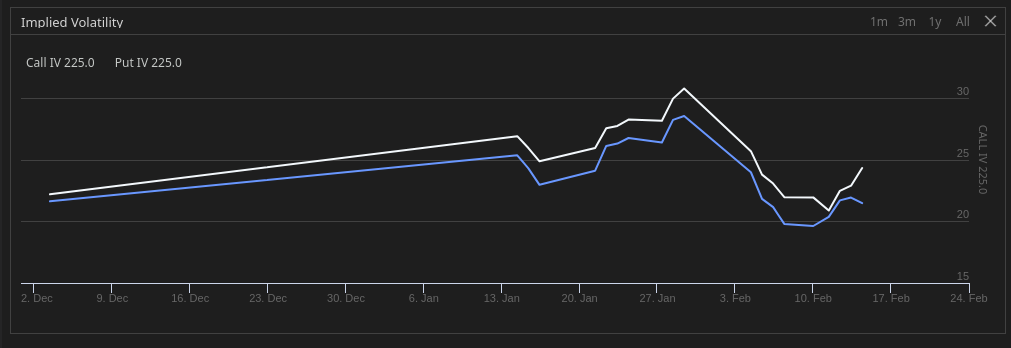 Implied Volatility 1m 3m 1y All
Call IV 225.0 Put IV 225.0
30
25
20
15
CALL IV 225.0
2. Dec 9. Dec 16. Dec 23. Dec 30. Dec 6. Jan 13. Jan 20. Jan 27. Jan 3. Feb 10. Feb 17. Feb 24. Feb